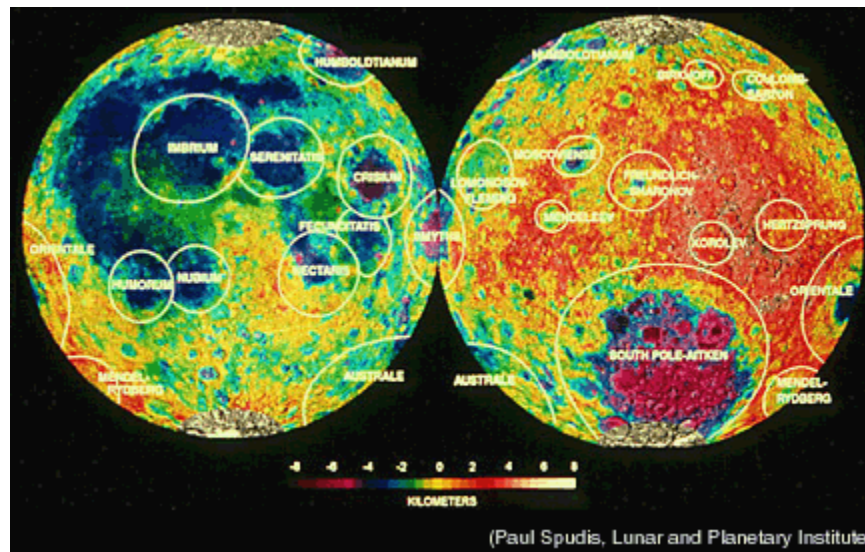 HUMBOLDTIANUM
IMBRIUM
SERENITATIS
CRISIUM
FECUNDITATIS
SMYTHII
NECTARIS
ORIENTALE
HUMORUM
NUBIUM
MENDEL-
RYDBERG
AUSTRALE
HUMBOLDTIANUM
BIRKHOFF
COULOMB-
SARTON
MOSCOVIENSE
LOMONOSOV-
FLEMING
FREUNDLICH-
SHARONOV
MENDELEEV
HERTZSPRUNG
KOROLEV
ORIENTALE
SOUTH POLE-AITKEN
AUSTRALE
MENDEL-
RYDBERG
-8 -6 -4 -2 0 2 4 6 8
KILOMETERS
(Paul Spudis, Lunar and Planetary Institute